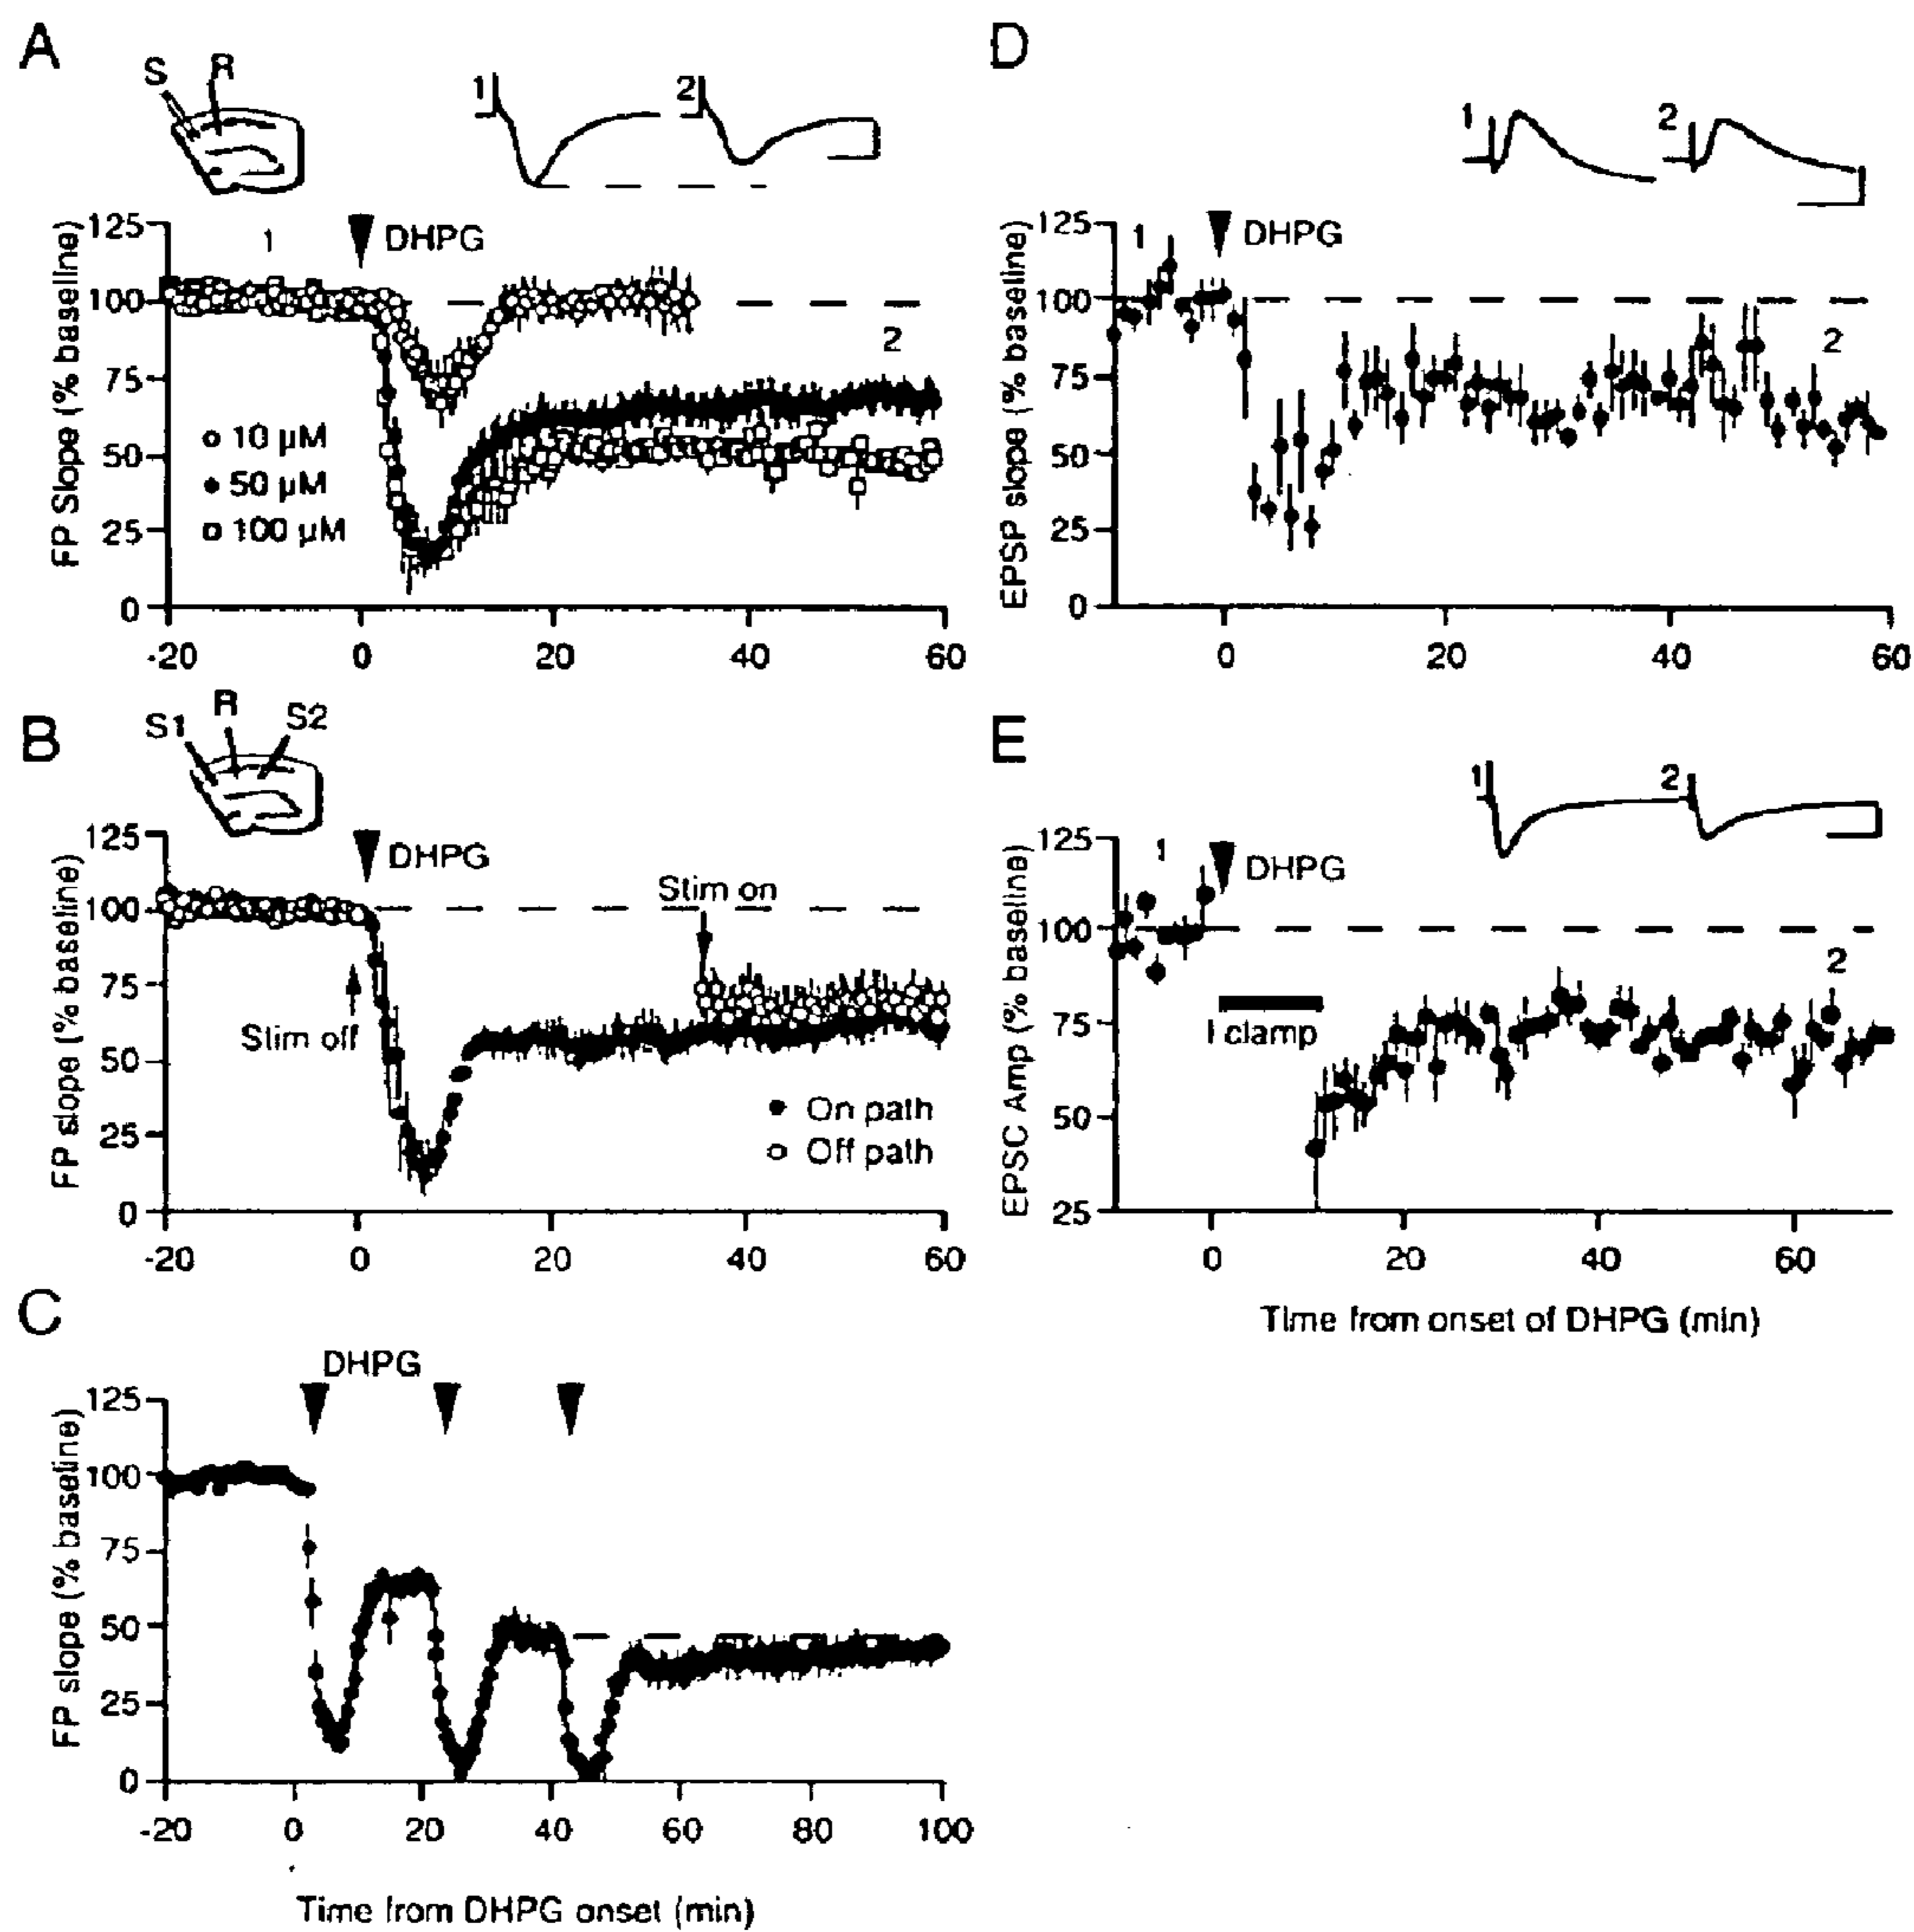 A
S R
1 2
FP Slope (% baseline)
125
100
75
50
25
0
1
DHPG
2
10 µM
50 µM
100 µM
-20 0 20 40 60
B
S1 R S2
FP slope (% baseline)
125
100
75
50
25
0
DHPG
Stim on
Stim off
On path
Off path
-20 0 20 40 60
C
DHPG
FP slope (% baseline)
125
100
75
50
25
0
-20 0 20 40 60 80 100
Time from DHPG onset (min)
D
1 2
EPSP slope (% baseline)
125
100
75
50
25
0
1
DHPG
2
0 20 40 60
E
1 2
EPSC Amp (% baseline)
125
100
75
50
25
1
DHPG
2
I clamp
0 20 40 60
Time from onset of DHPG (min)